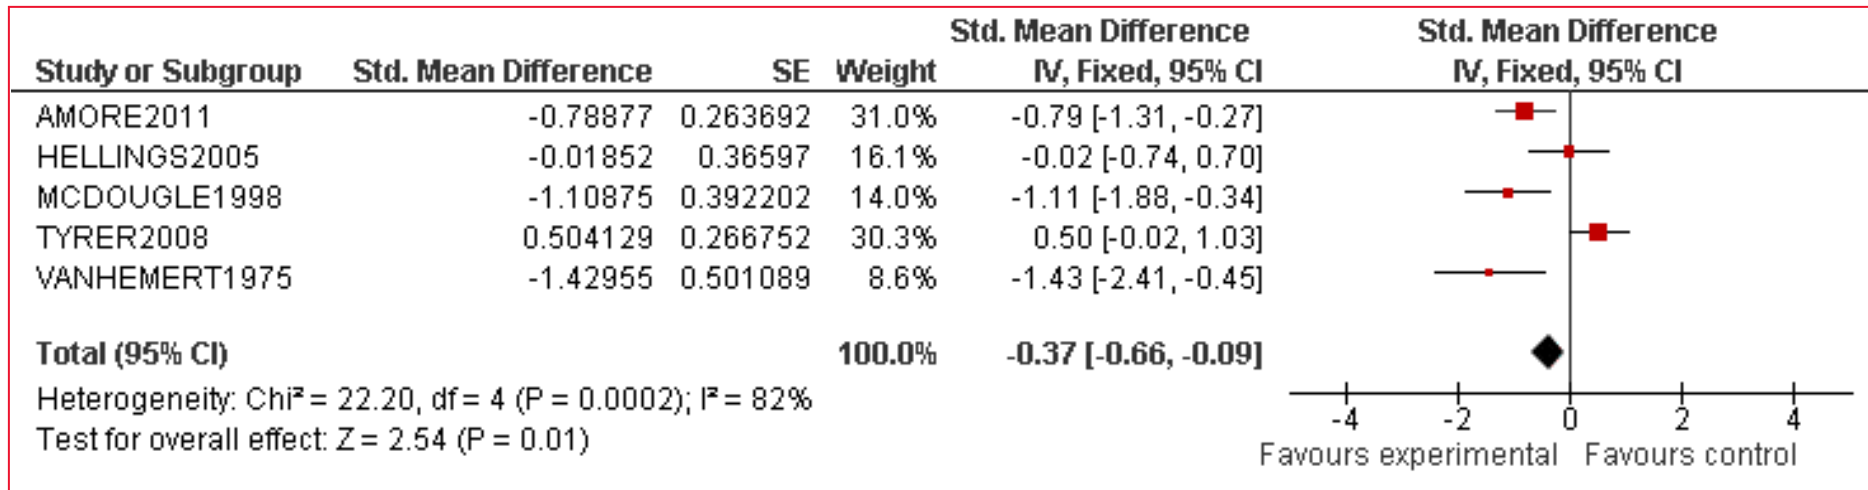 Std. Mean Difference Std. Mean Difference
Study or Subgroup Std. Mean Difference SE Weight IV, Fixed, 95% CI IV, Fixed, 95% CI
AMORE2011 -0.78877 0.263692 31.0% -0.79 [-1.31, -0.27]
HELLINGS2005 -0.01852 0.36597 16.1% -0.02 [-0.74, 0.70]
MCDOUGLE1998 -1.10875 0.392202 14.0% -1.11 [-1.88, -0.34]
TYRER2008 0.504129 0.266752 30.3% 0.50 [-0.02, 1.03]
VANHEMERT1975 -1.42955 0.501089 8.6% -1.43 [-2.41, -0.45]
Total (95% CI) 100.0% -0.37 [-0.66, -0.09]
Heterogeneity: Chi² = 22.20, df = 4 (P = 0.0002); I² = 82%
Test for overall effect: Z = 2.54 (P = 0.01)
-4 -2 0 2 4
Favours experimental Favours control